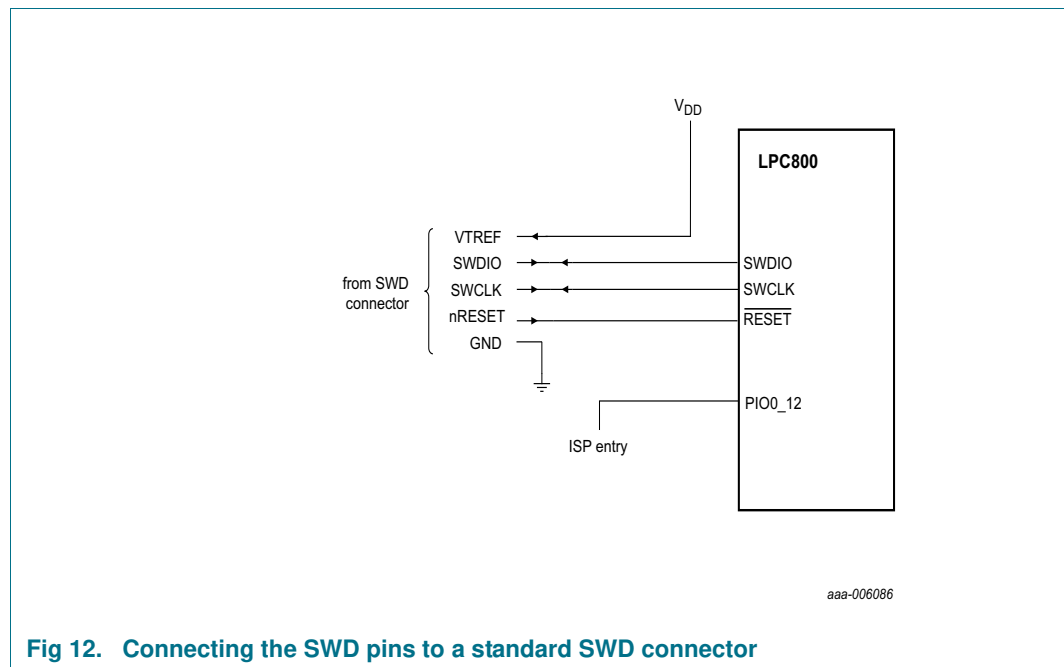 V_DD
LPC800
VTREF
SWDIO
SWCLK
nRESET
GND
from SWD
connector
SWDIO
SWCLK
RESET
PIO0_12
ISP entry
aaa-006086
Fig 12. Connecting the SWD pins to a standard SWD connector